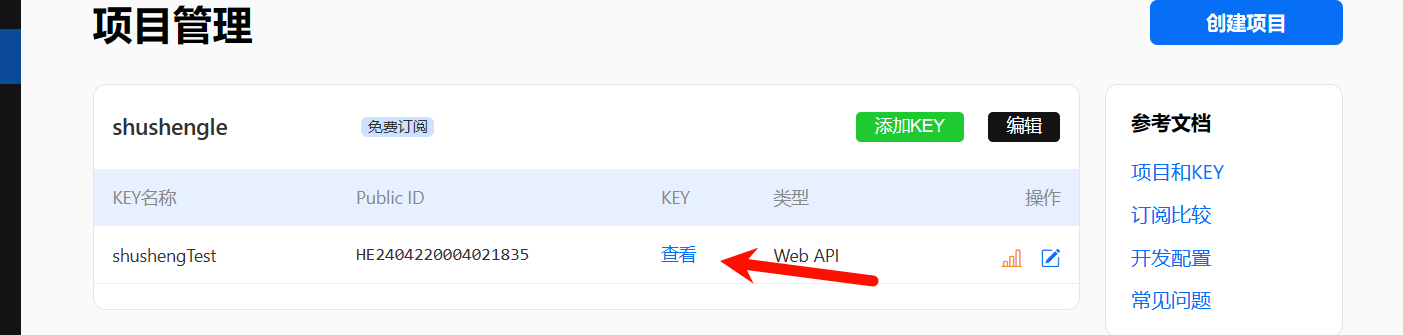 项目管理
创建项目
shushengle 免费订阅 添加KEY 编辑
KEY名称 Public ID KEY 类型 操作
shushengTest HE2404220004021835 查看 Web API
参考文档
项目和KEY
订阅比较
开发配置
常见问题